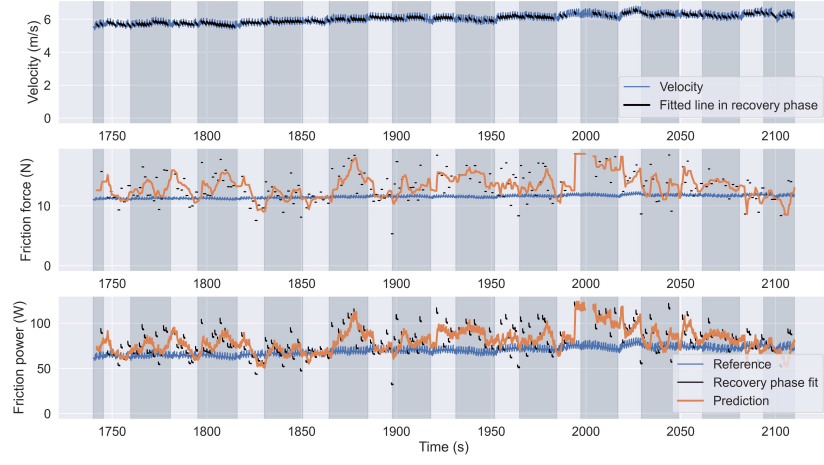 Velocity (m/s)
6
4
2
0
Velocity
Fitted line in recovery phase
1750 1800 1850 1900 1950 2000 2050 2100
Friction force (N)
10
0
1750 1800 1850 1900 1950 2000 2050 2100
Friction power (W)
100
50
0
Reference
Recovery phase fit
Prediction
1750 1800 1850 1900 1950 2000 2050 2100
Time (s)